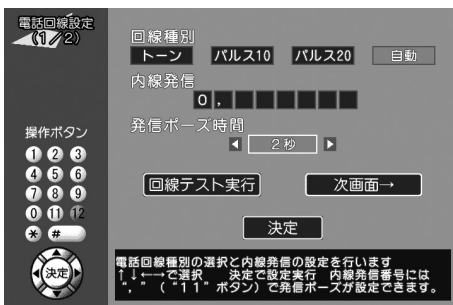 電話回線設定
(1/2)
回線種別
トーン パルス10 パルス20 自動
内線発信
0,
発信ポーズ時間
2秒
回線テスト実行 次画面→
決定
操作ボタン
1 2 3
4 5 6
7 8 9
0 11 12
* #
決定
電話回線種別の選択と内線発信の設定を行います
↑↓←→で選択 決定で設定実行 内線発信番号には
“,”(“11”ボタン)で発信ポーズが設定できます。